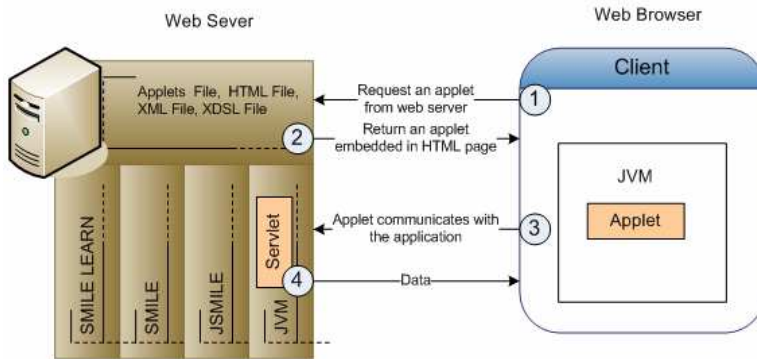 Web Sever
Web Browser
Client
Applets File, HTML File,
XML File, XDSL File
Request an applet
from web server
1
2
Return an applet
embedded in HTML page
JVM
Applet
Applet communicates with
the application
3
SMILE LEARN
SMILE
JSMILE
JVM
Servlet
4
Data